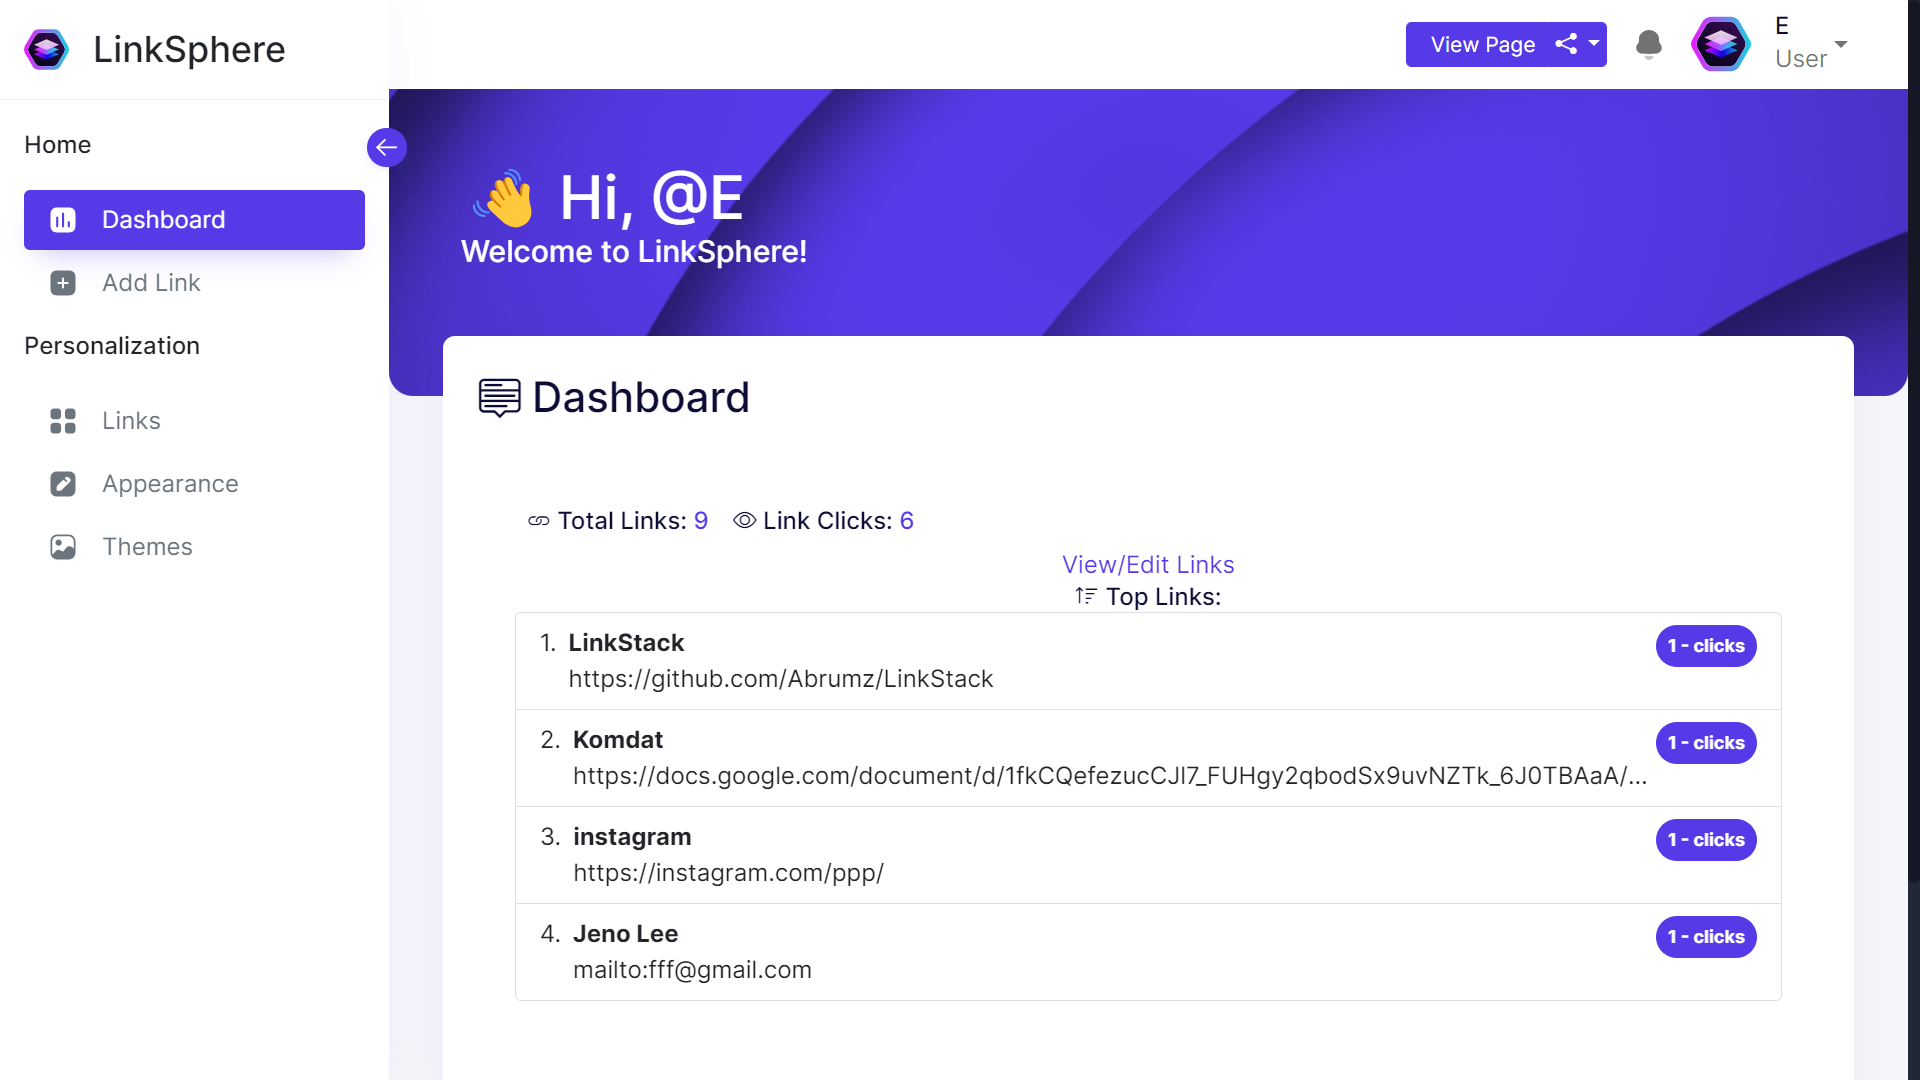 LinkSphere
View Page
E
User
Home
Dashboard
Add Link
Personalization
Links
Appearance
Themes
Hi, @E
Welcome to LinkSphere!
Dashboard
Total Links: 9 Link Clicks: 6
View/Edit Links
Top Links:
1. LinkStack 1 - clicks
https://github.com/Abrumz/LinkStack
2. Komdat 1 - clicks
https://docs.google.com/document/d/1fkCQefezucCJl7_FUHgy2qbodSx9uvNZTk_6J0TBAaA/...
3. instagram 1 - clicks
https://instagram.com/ppp/
4. Jeno Lee 1 - clicks
mailto:fff@gmail.com